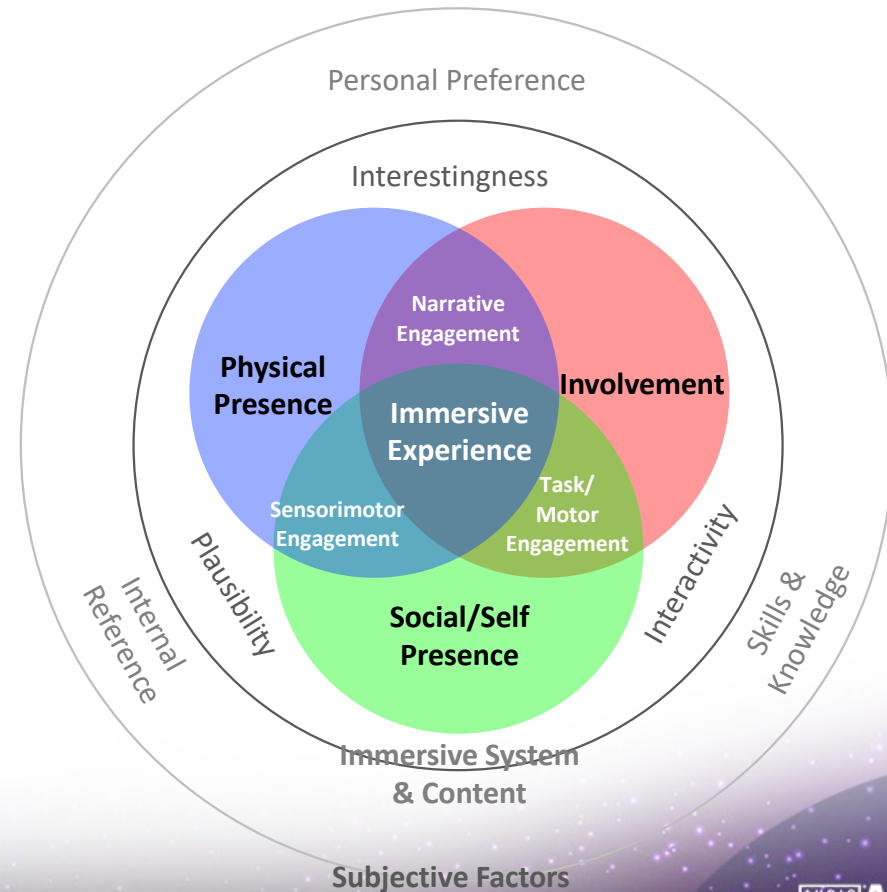 Personal Preference
Interestingness
Narrative
Engagement
Physical
Presence
Involvement
Immersive
Experience
Sensorimotor
Engagement
Task/
Motor
Engagement
Plausibility
Interactivity
Internal
Reference
Skills &
Knowledge
Social/Self
Presence
Immersive System
& Content
Subjective Factors